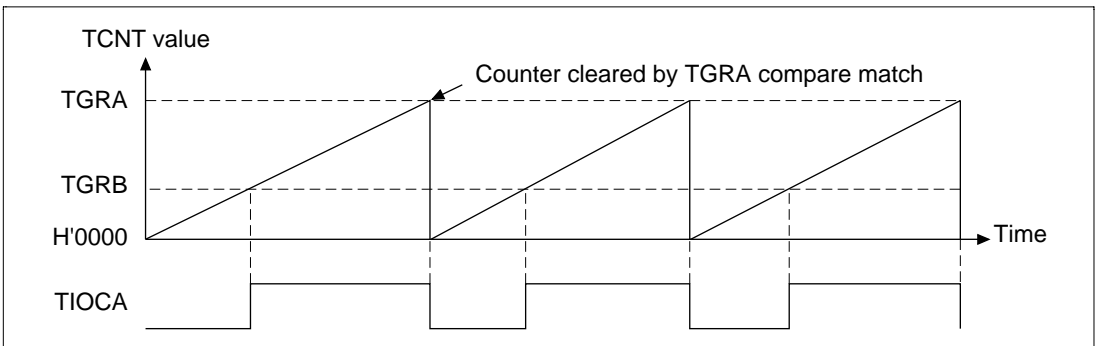 TCNT value
Counter cleared by TGRA compare match
TGRA
TGRB
H'0000
Time
TIOCA